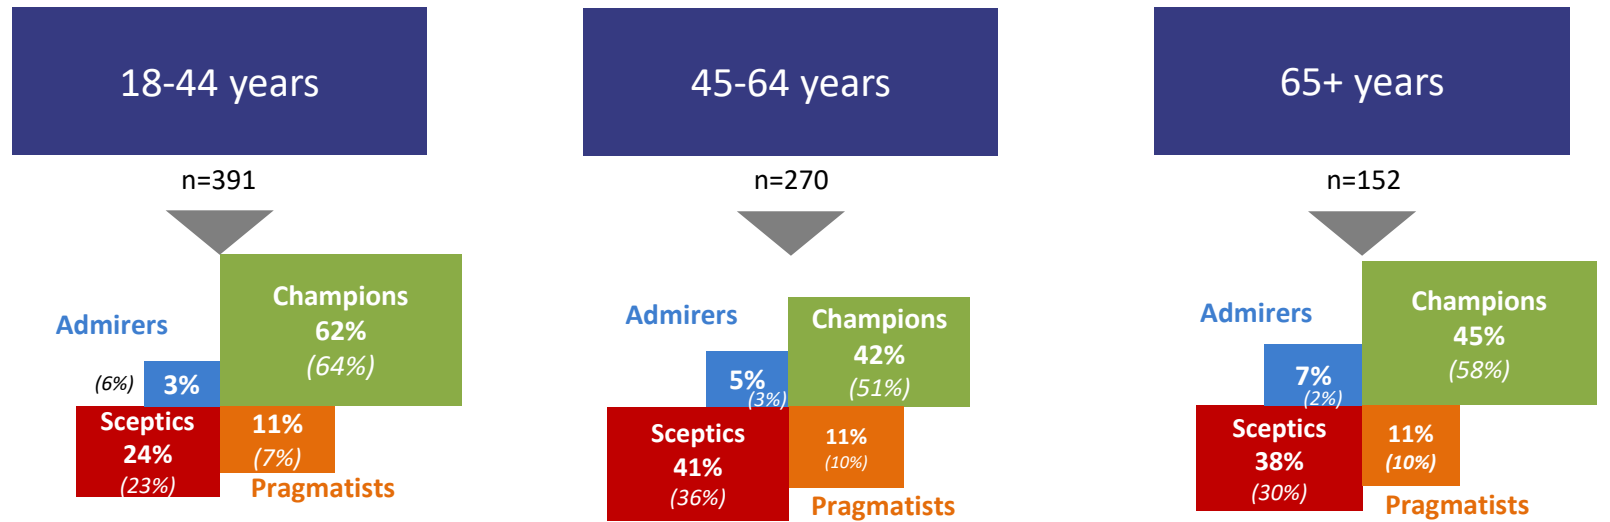 18-44 years
n=391
Champions
62%
(64%)
Admirers
(6%)
3%
Sceptics
24%
(23%)
11%
(7%)
Pragmatists
45-64 years
n=270
Champions
42%
(51%)
Admirers
5%
(3%)
Sceptics
41%
(36%)
11%
(10%)
Pragmatists
65+ years
n=152
Champions
45%
(58%)
Admirers
7%
(2%)
Sceptics
38%
(30%)
11%
(10%)
Pragmatists